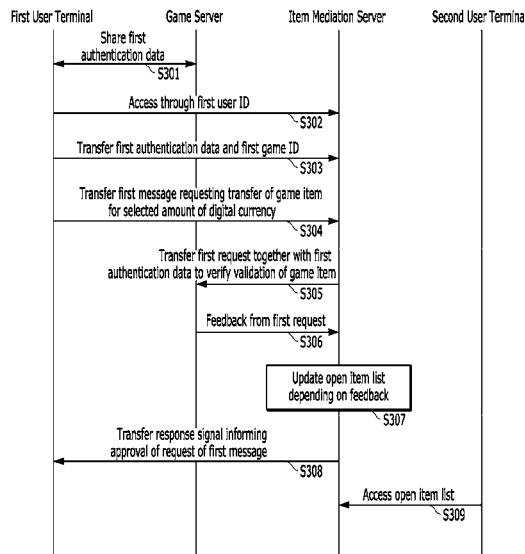 First User Terminal
Game Server
Item Mediation Server
Second User Termina
Share first
authentication data
S301
Access through first user ID
S302
Transfer first authentication data and first game ID
S303
Transfer first message requesting transfer of game item
for selected amount of digital currency
S304
Transfer first request together with first
authentication data to verify validation of game item
S305
Feedback from first request
S306
Update open item list
depending on feedback
S307
Transfer response signal informing
approval of request of first message
S308
Access open item list
S309